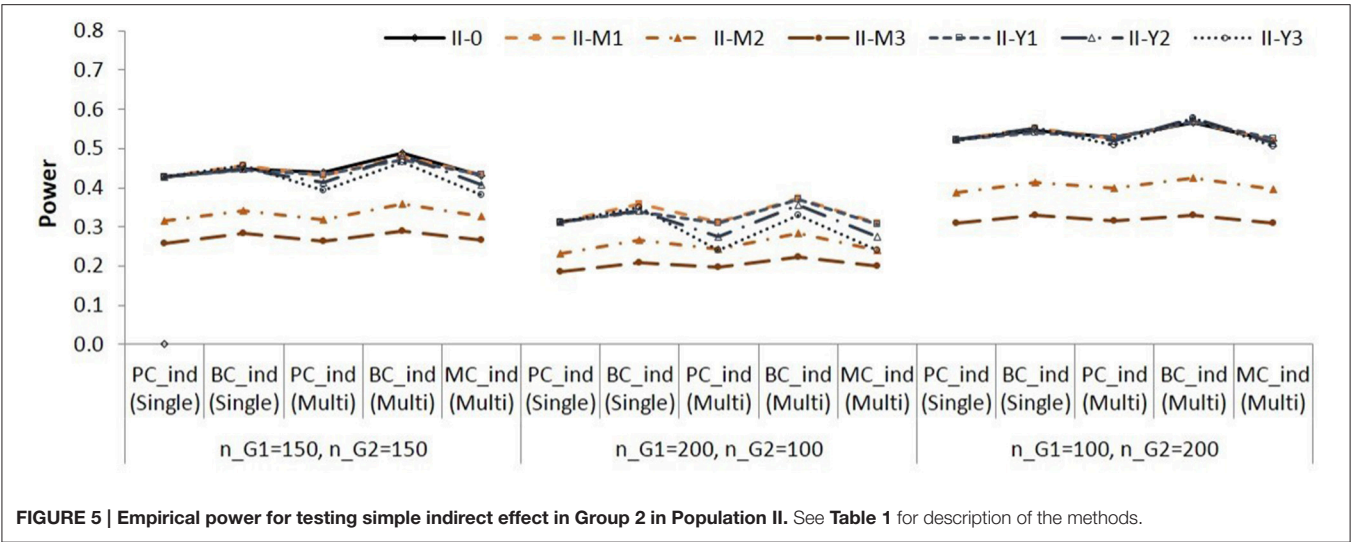 0.8
0.7
0.6
0.5
0.4
0.3
0.2
0.1
0.0
Power
II-0 II-M1 II-M2 II-M3 II-Y1 II-Y2 II-Y3
PC_ind BC_ind PC_ind BC_ind MC_ind PC_ind BC_ind PC_ind BC_ind MC_ind PC_ind BC_ind PC_ind BC_ind MC_ind
(Single) (Single) (Multi) (Multi) (Multi) (Single) (Single) (Multi) (Multi) (Multi) (Single) (Single) (Multi) (Multi) (Multi)
n_G1=150, n_G2=150 n_G1=200, n_G2=100 n_G1=100, n_G2=200
FIGURE 5 | Empirical power for testing simple indirect effect in Group 2 in Population II. See Table 1 for description of the methods.